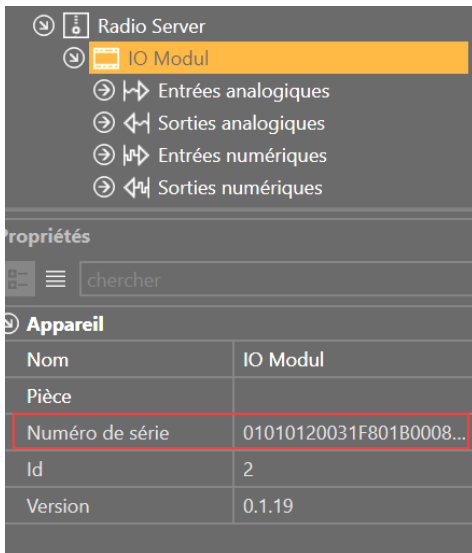 Radio Server
IO Modul
Entrées analogiques
Sorties analogiques
Entrées numériques
Sorties numériques
Propriétés
chercher
Appareil
Nom IO Modul
Pièce
Numéro de série 01010120031F801B0008...
Id 2
Version 0.1.19